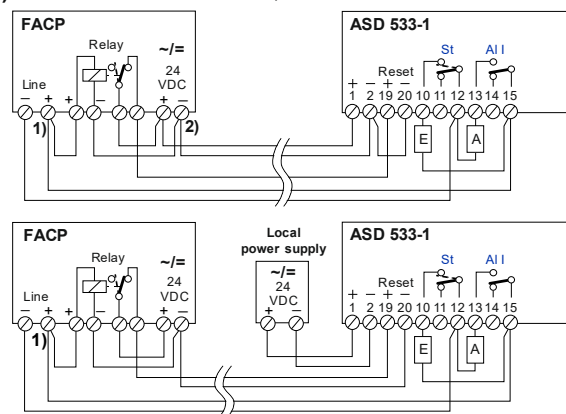 FACP
Relay
~/=
24
VDC
Line
– + + – + –
1) 2)
ASD 533-1
St Al I
Reset
+ – + –
1 2 19 20 10 11 12 13 14 15
E A
FACP
Relay
~/=
24
VDC
Line
– + + – + –
1)
Local
power supply
~/=
24
VDC
+ –
ASD 533-1
St Al I
Reset
+ – + –
1 2 19 20 10 11 12 13 14 15
E A